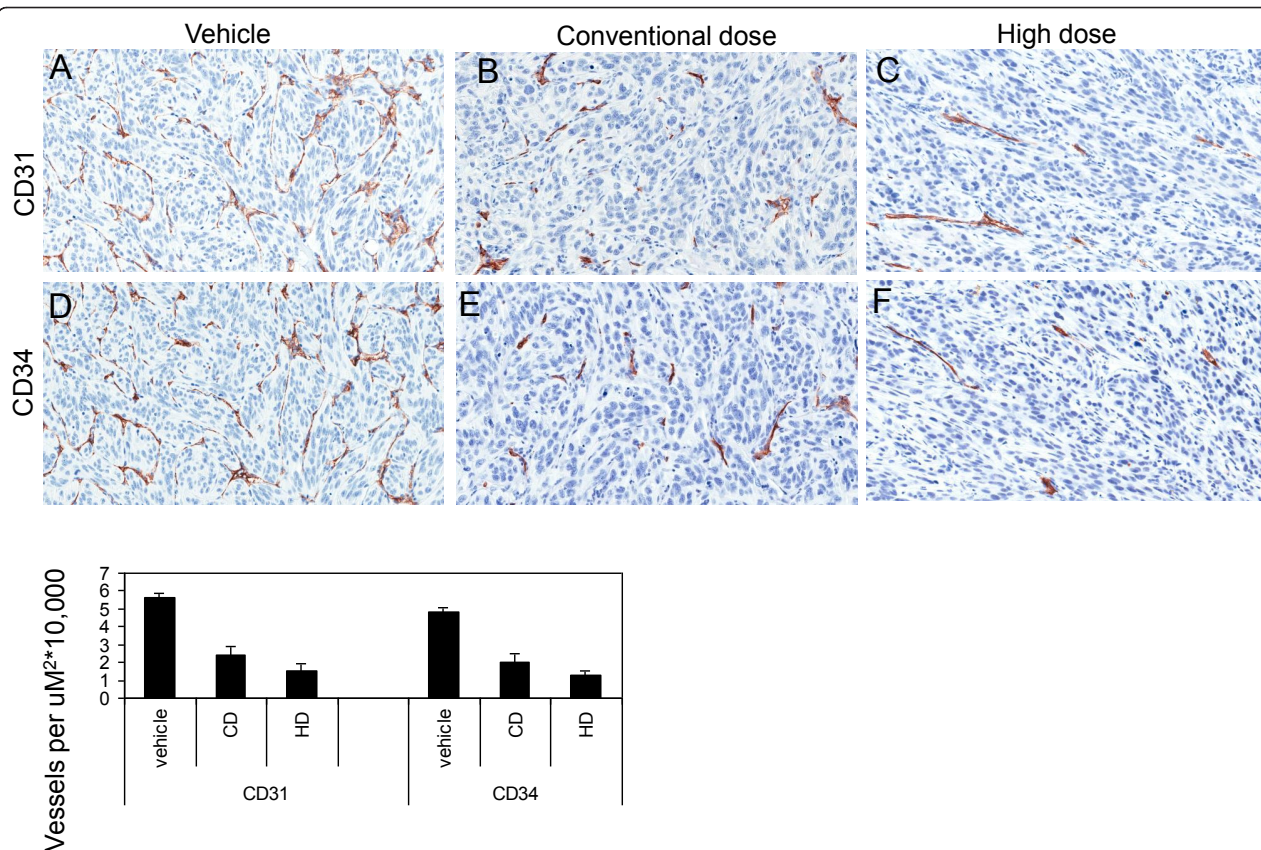 Vehicle
Conventional dose
High dose
CD31
A
B
C
CD34
D
E
F
Vessels per uM²*10,000
7
6
5
4
3
2
1
0
vehicle
CD
HD
vehicle
CD
HD
CD31
CD34